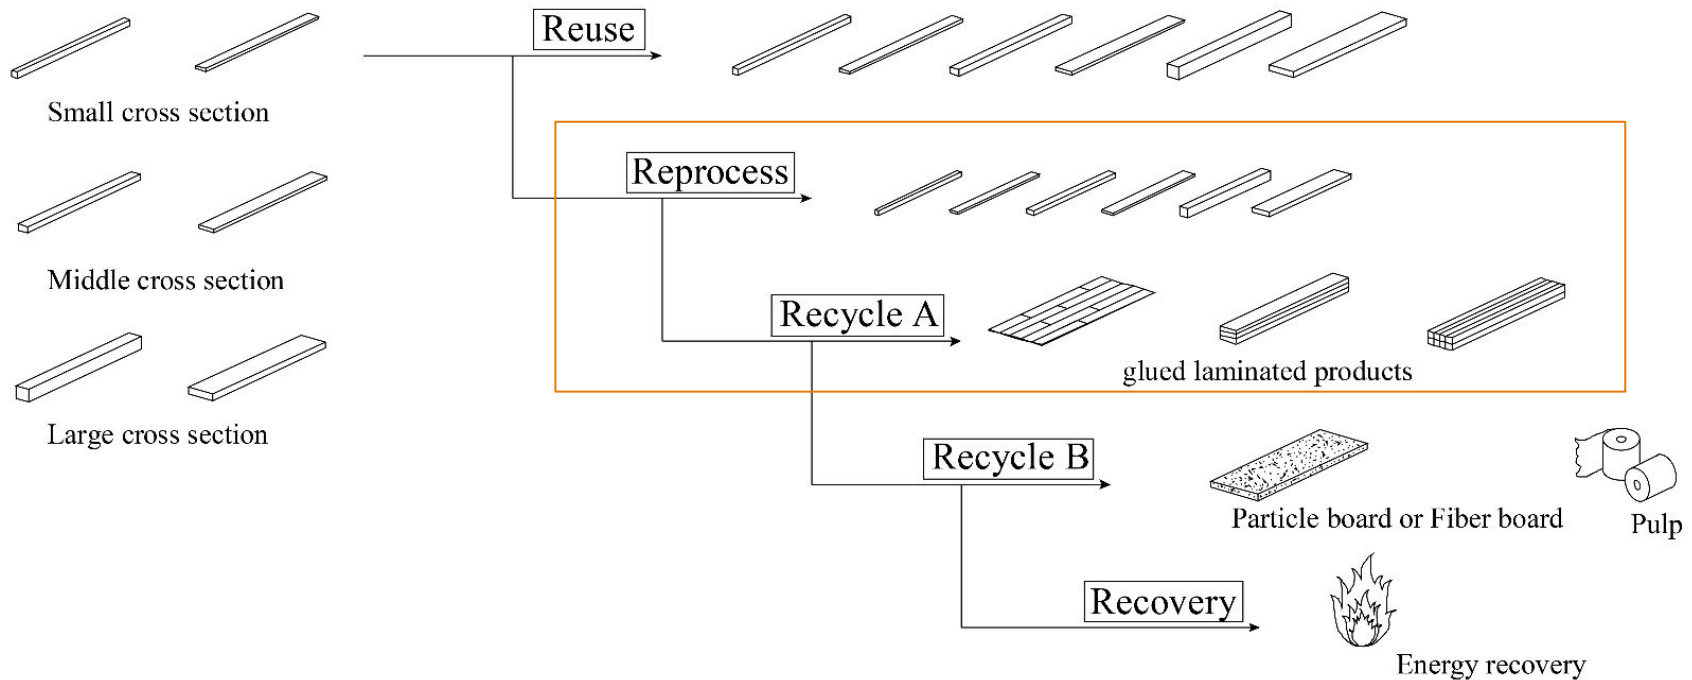 Reuse
Small cross section
Reprocess
Middle cross section
Recycle A
glued laminated products
Large cross section
Recycle B
Particle board or Fiber board
Pulp
Recovery
Energy recovery